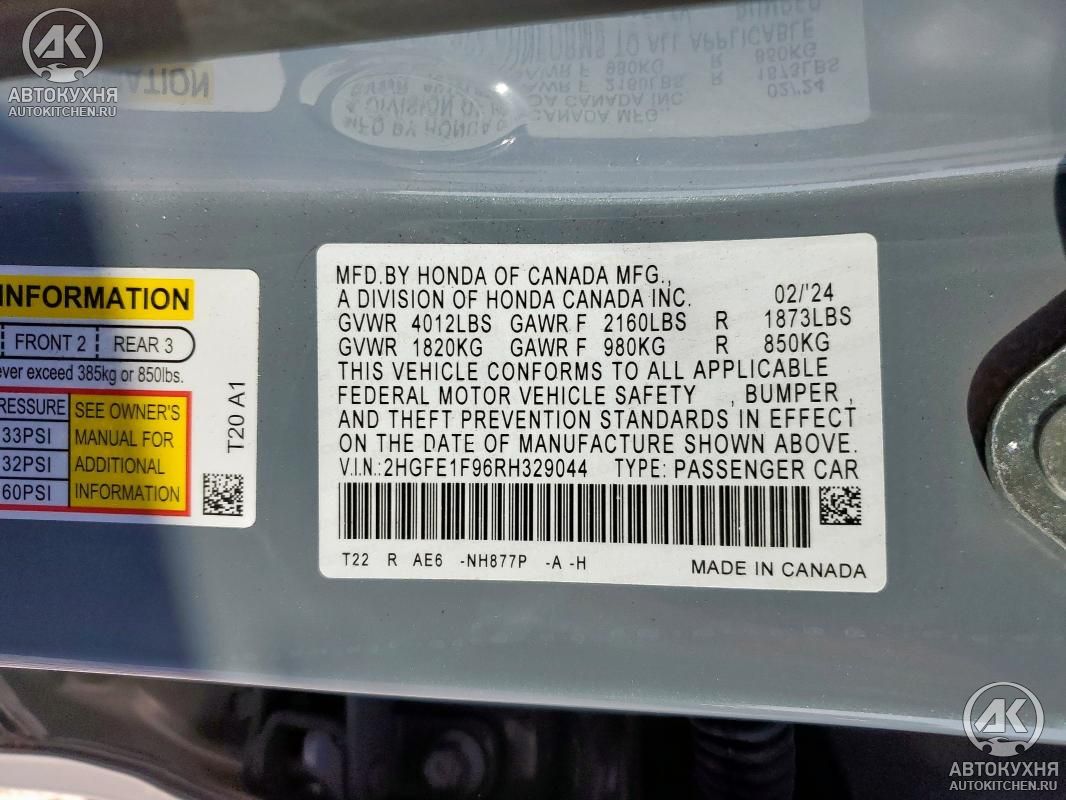 АВТОКУХНЯ
AUTOKITCHEN.RU
INFORMATION
FRONT 2 REAR 3
ever exceed 385kg or 850lbs.
RESSURE SEE OWNER'S
33PSI MANUAL FOR
32PSI ADDITIONAL
60PSI INFORMATION
T20 A1
MFD.BY HONDA OF CANADA MFG.,
A DIVISION OF HONDA CANADA INC. 02/'24
GVWR 4012LBS GAWR F 2160LBS R 1873LBS
GVWR 1820KG GAWR F 980KG R 850KG
THIS VEHICLE CONFORMS TO ALL APPLICABLE
FEDERAL MOTOR VEHICLE SAFETY , BUMPER ,
AND THEFT PREVENTION STANDARDS IN EFFECT
ON THE DATE OF MANUFACTURE SHOWN ABOVE.
V.I.N.:2HGFE1F96RH329044 TYPE: PASSENGER CAR
T22 R AE6 -NH877P -A -H
MADE IN CANADA
АК
АВТОКУХНЯ
AUTOKITCHEN.RU